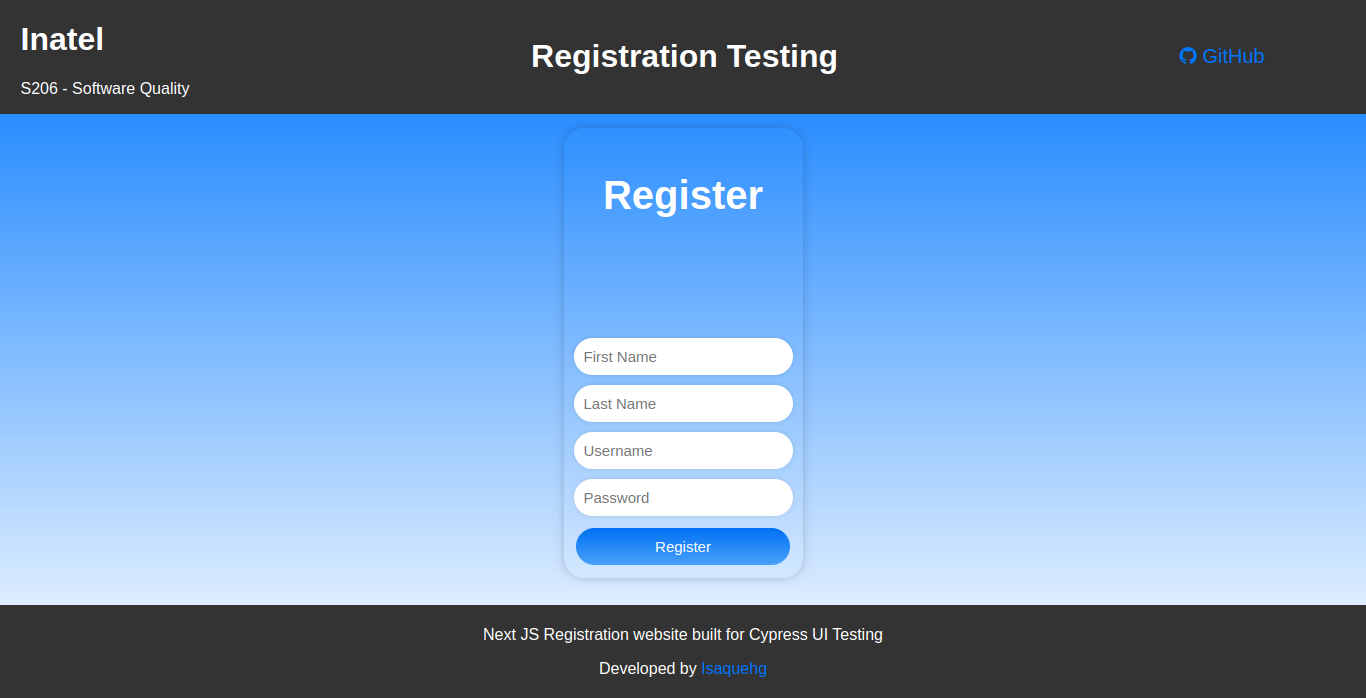 Inatel
S206 - Software Quality
Registration Testing
GitHub
Register
First Name
Last Name
Username
Password
Register
Next JS Registration website built for Cypress UI Testing
Developed by Isaquehg